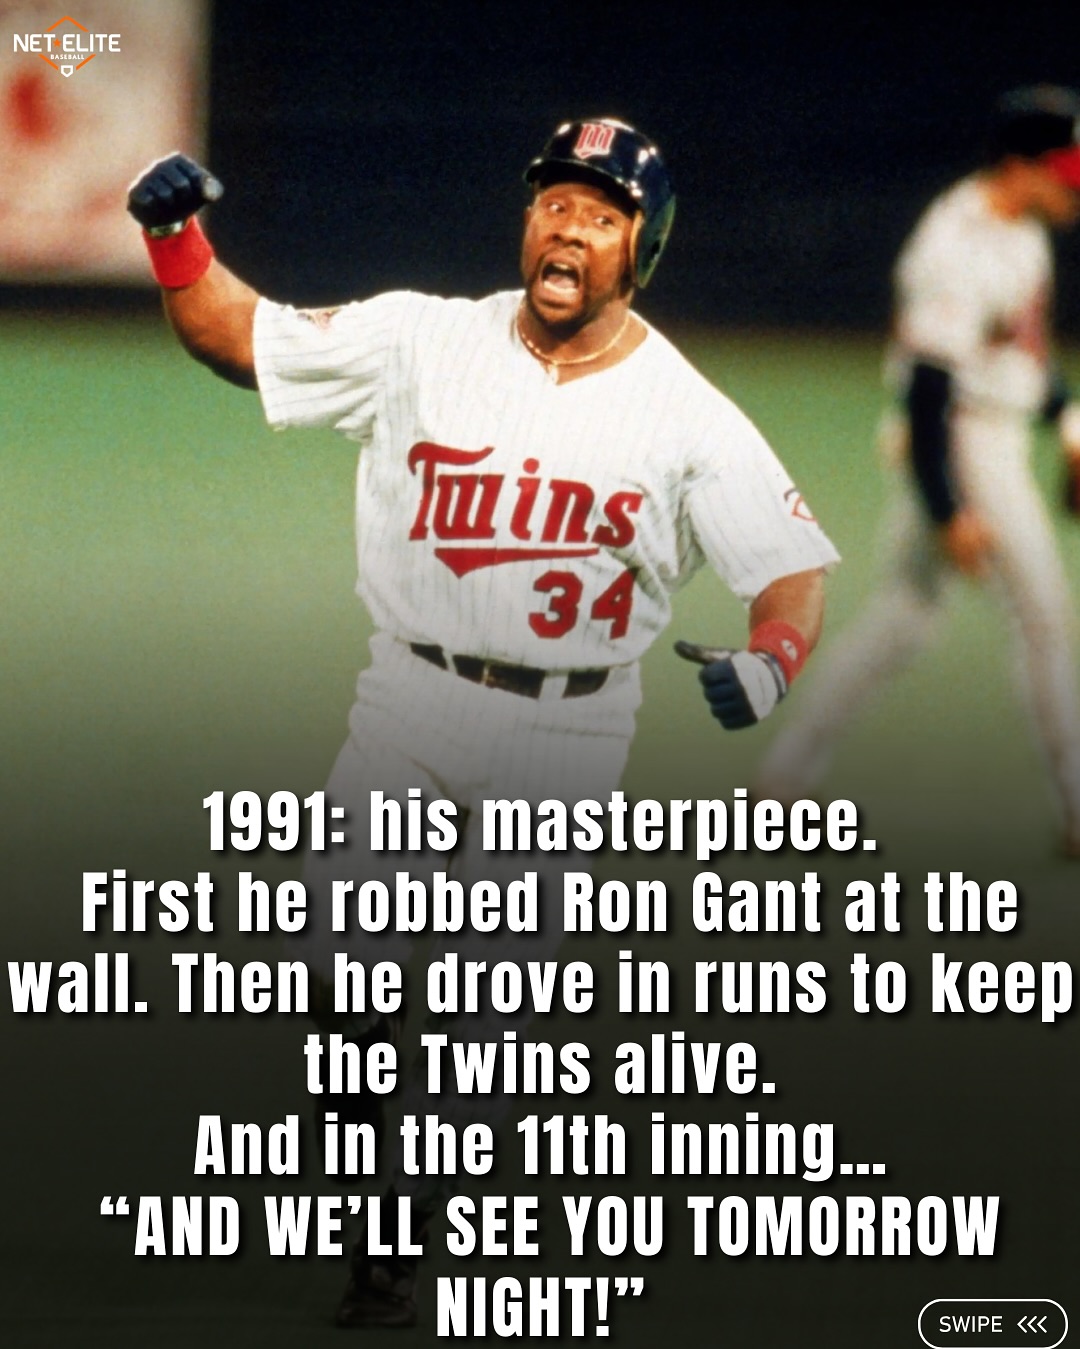 NET ELITE
BASEBALL
Twins
34
1991: his masterpiece.
First he robbed Ron Gant at the
wall. Then he drove in runs to keep
the Twins alive.
And in the 11th inning...
“AND WE’LL SEE YOU TOMORROW
NIGHT!”
SWIPE <<<